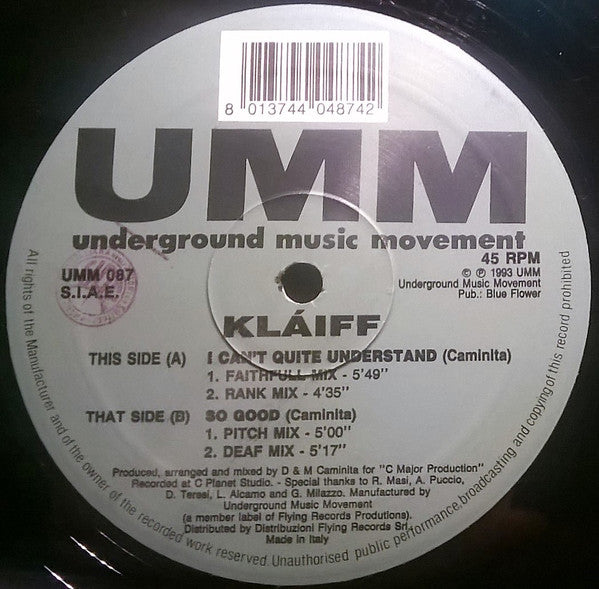 8 013744 048742
UMM
underground music movement
UMM 087
S.I.A.E.
45 RPM
© ℗ 1993 UMM
Underground Music Movement
Pub.: Blue Flower
KLÁIFF
THIS SIDE (A) I CAN'T QUITE UNDERSTAND (Caminita)
1. FAITHFULL MIX - 5'49"
2. RANK MIX - 4'35"
THAT SIDE (B) SO GOOD (Caminita)
1. PITCH MIX - 5'00"
2. DEAF MIX - 5'17"
Produced, arranged and mixed by D & M Caminita for "C Major Production"
Recorded at C Planet Studio. - Special thanks to R. Masi, A. Puccio,
D. Teresi, L. Alcamo and G. Milazzo. Manufactured by
Underground Music Movement
(a member label of Flying Records Produtions).
Distributed by Distribuzioni Flying Records Srl.
Made in Italy
All rights of the Manufacturer and of the owner of the recorded work reserved. Unauthorised public performance, broadcasting and copying of this record prohibited